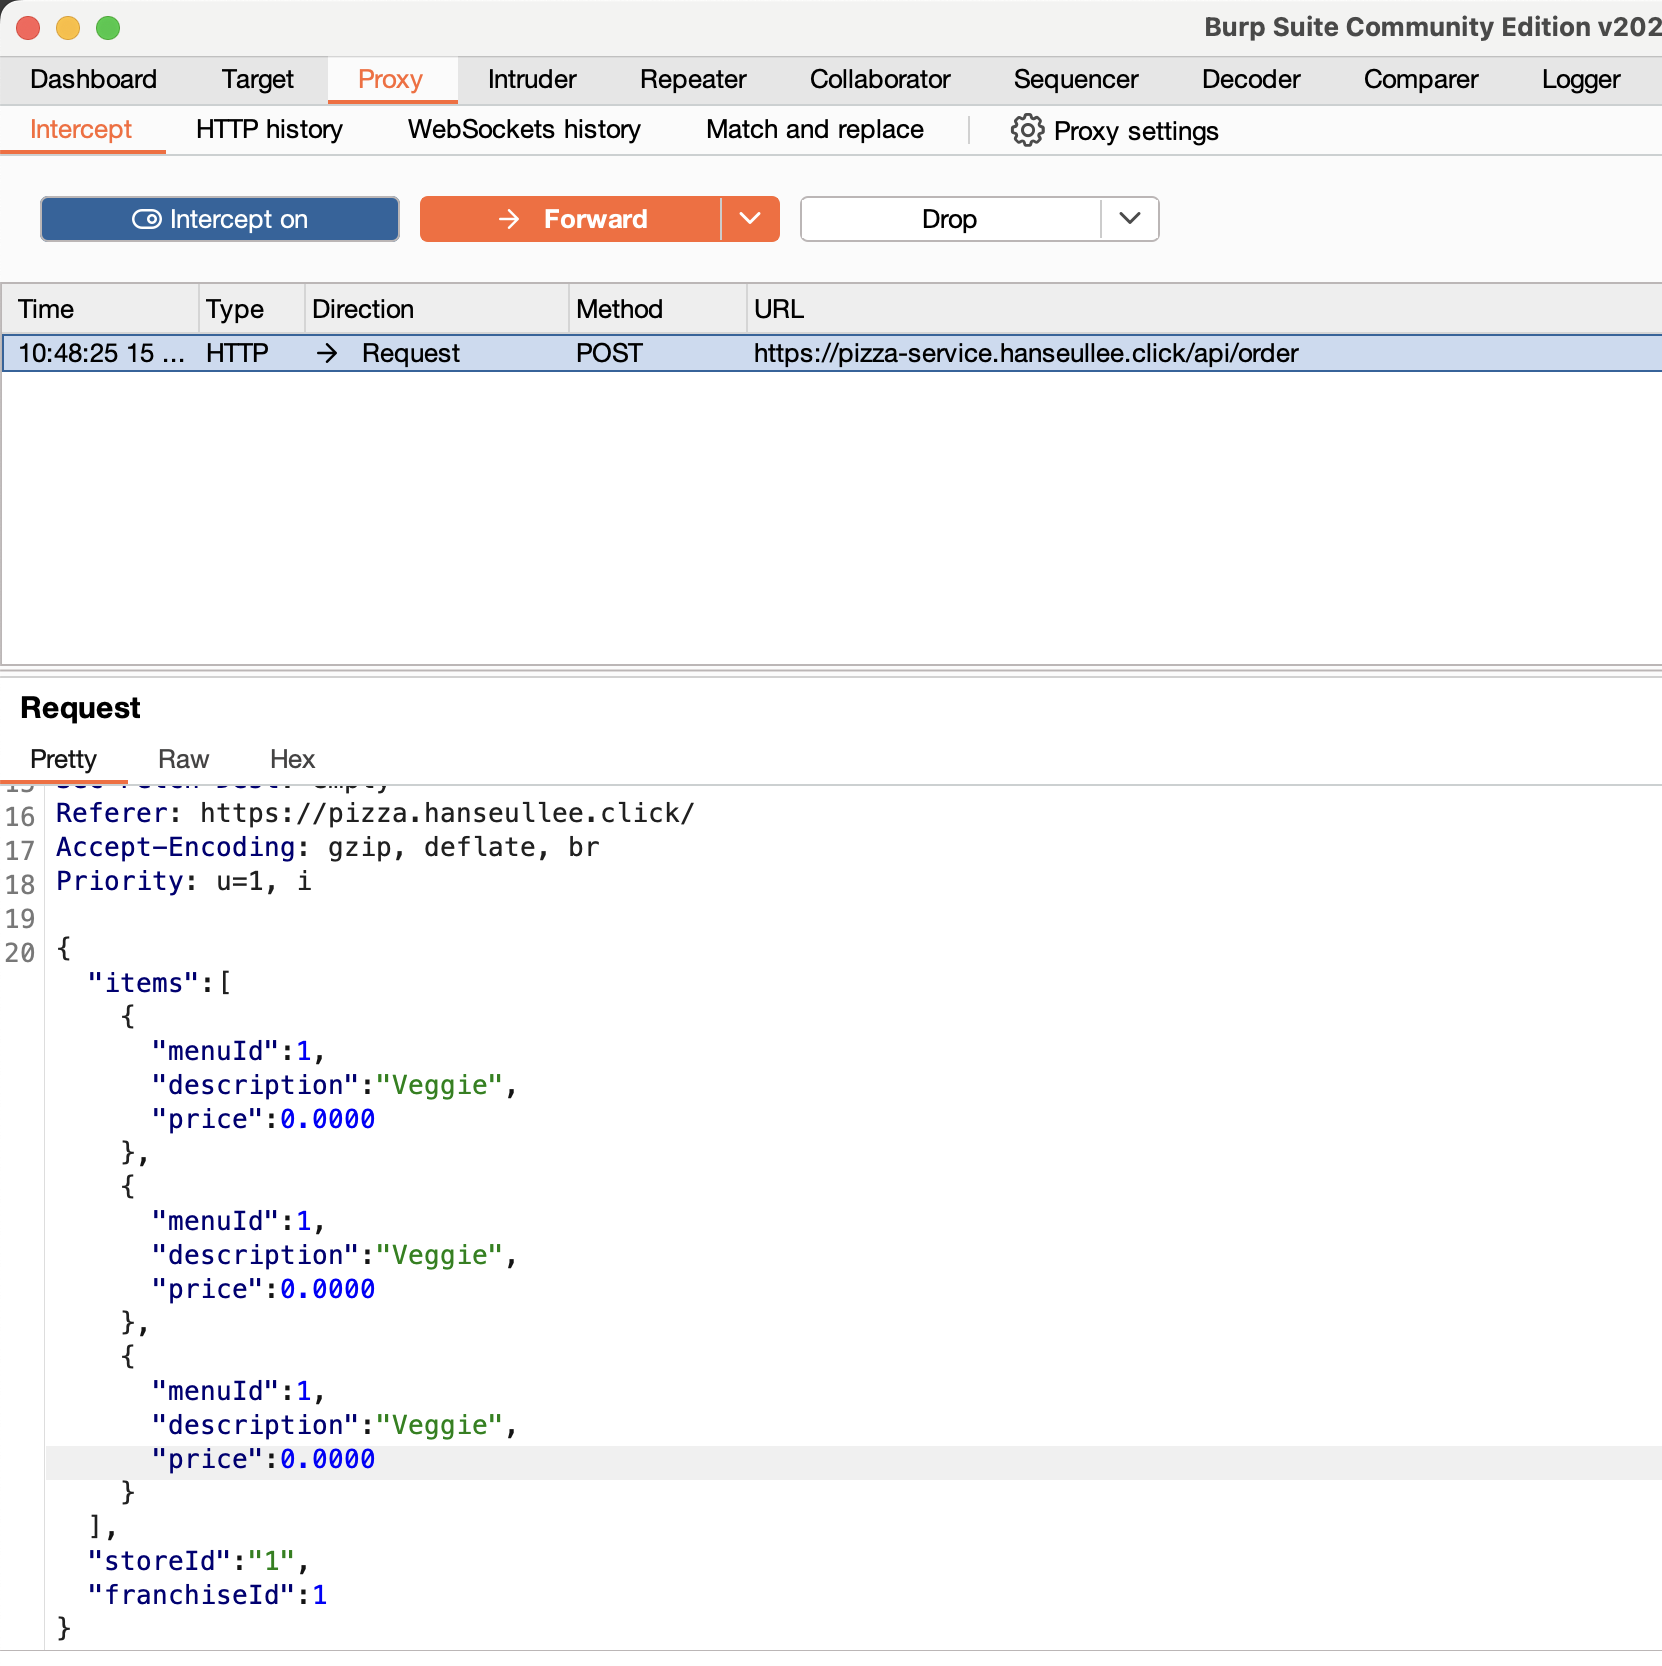 Burp Suite Community Edition v202
Dashboard Target Proxy Intruder Repeater Collaborator Sequencer Decoder Comparer Logger
Intercept HTTP history WebSockets history Match and replace Proxy settings
Intercept on Forward Drop
Time Type Direction Method URL
10:48:25 15 ... HTTP → Request POST https://pizza-service.hanseullee.click/api/order
Request
Pretty Raw Hex
15 Sec-Fetch-Dest: empty
16 Referer: https://pizza.hanseullee.click/
17 Accept-Encoding: gzip, deflate, br
18 Priority: u=1, i
19
20 {
"items":[
{
"menuId":1,
"description":"Veggie",
"price":0.0000
},
{
"menuId":1,
"description":"Veggie",
"price":0.0000
},
{
"menuId":1,
"description":"Veggie",
"price":0.0000
}
],
"storeId":"1",
"franchiseId":1
}